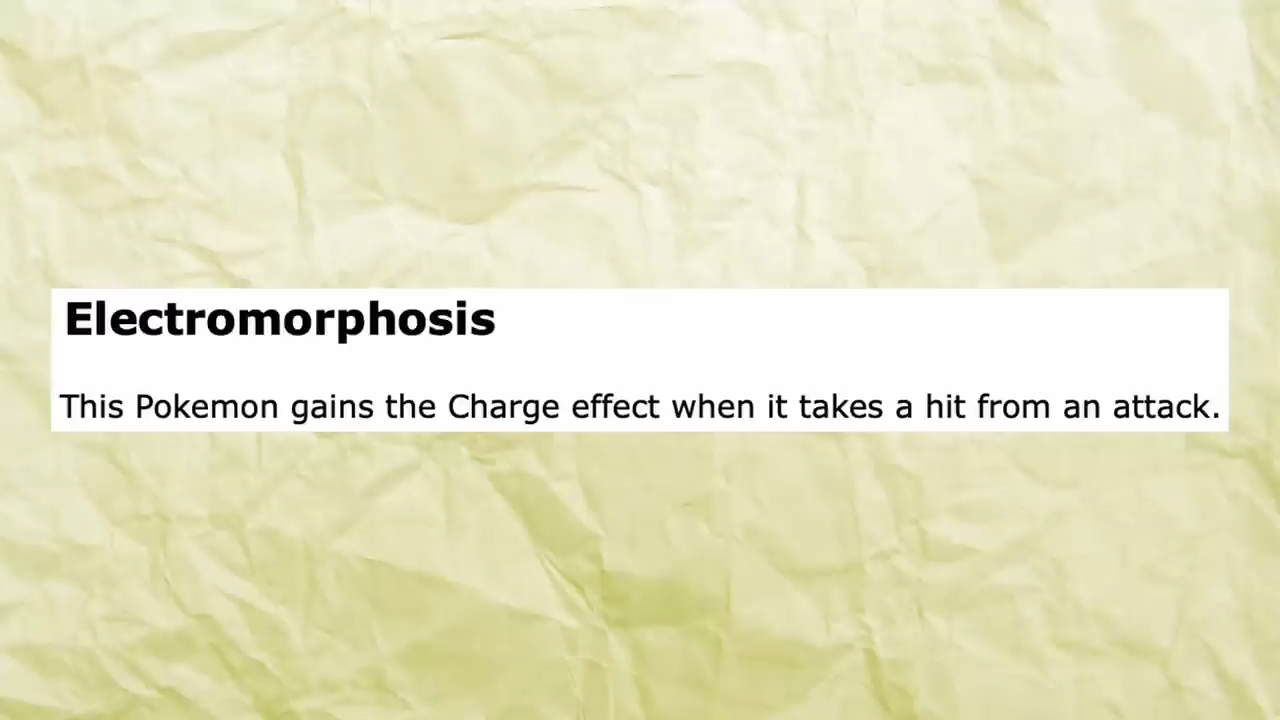 Electromorphosis
This Pokemon gains the Charge effect when it takes a hit from an attack.